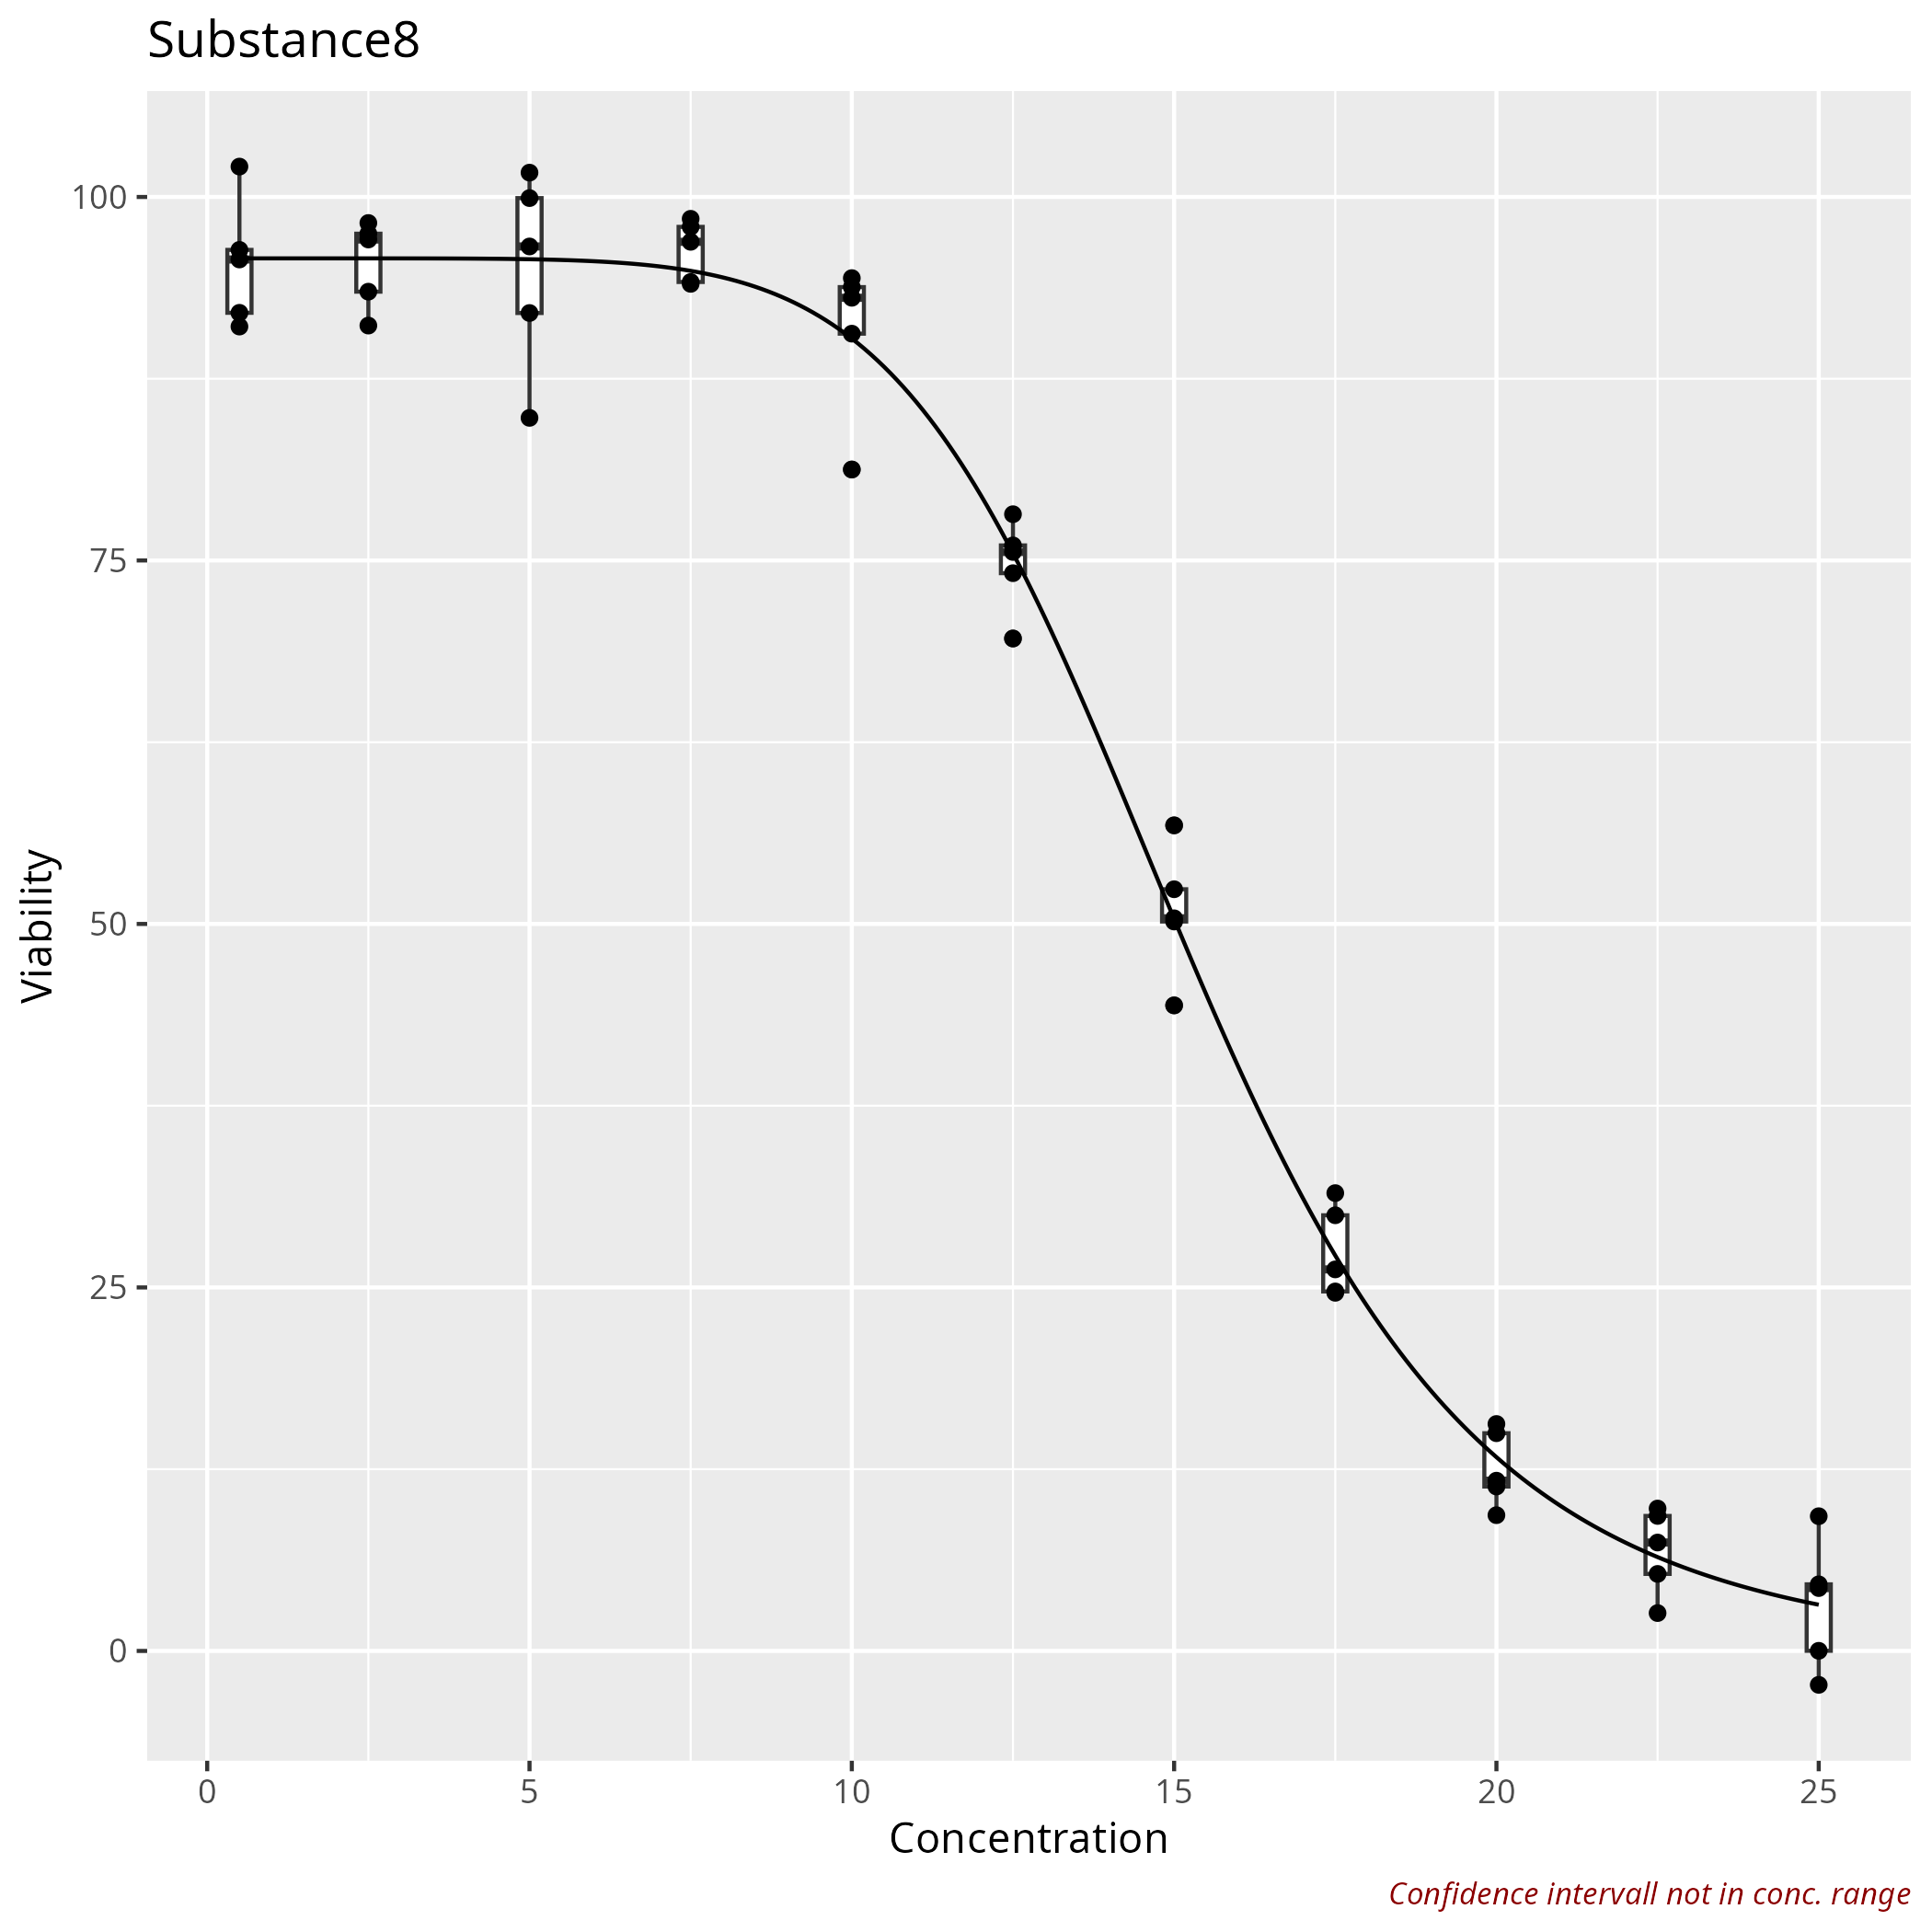 Substance8
100
75
50
25
0
Viability
0 5 10 15 20 25
Concentration
Confidence intervall not in conc. range